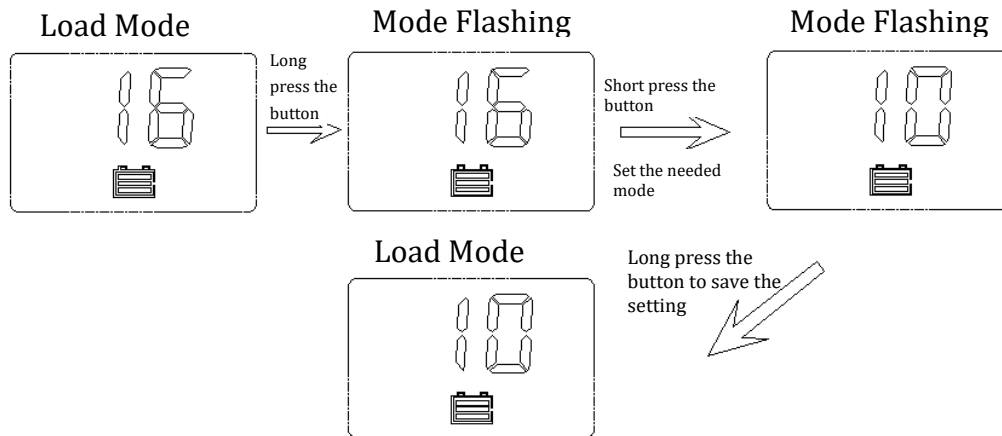 Load Mode
Mode Flashing
Mode Flashing
16
Long
press the
button
16
Short press the
button
Set the needed
mode
10
Load Mode
10
Long press the
button to save the
setting